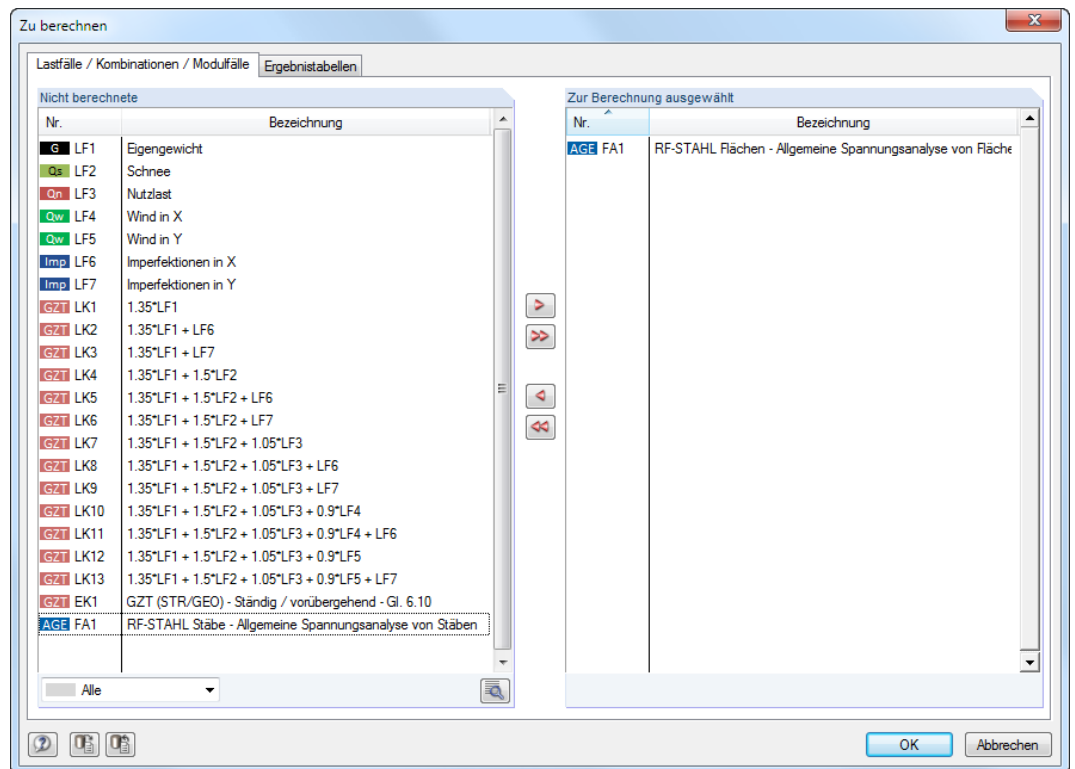 Zu berechnen
Lastfälle / Kombinationen / Modulfälle Ergebnistabellen
Nicht berechnete
Nr. Bezeichnung
G LF1 Eigengewicht
Qs LF2 Schnee
Qn LF3 Nutzlast
Qw LF4 Wind in X
Qw LF5 Wind in Y
Imp LF6 Imperfektionen in X
Imp LF7 Imperfektionen in Y
GZT LK1 1.35*LF1
GZT LK2 1.35*LF1 + LF6
GZT LK3 1.35*LF1 + LF7
GZT LK4 1.35*LF1 + 1.5*LF2
GZT LK5 1.35*LF1 + 1.5*LF2 + LF6
GZT LK6 1.35*LF1 + 1.5*LF2 + LF7
GZT LK7 1.35*LF1 + 1.5*LF2 + 1.05*LF3
GZT LK8 1.35*LF1 + 1.5*LF2 + 1.05*LF3 + LF6
GZT LK9 1.35*LF1 + 1.5*LF2 + 1.05*LF3 + LF7
GZT LK10 1.35*LF1 + 1.5*LF2 + 1.05*LF3 + 0.9*LF4
GZT LK11 1.35*LF1 + 1.5*LF2 + 1.05*LF3 + 0.9*LF4 + LF6
GZT LK12 1.35*LF1 + 1.5*LF2 + 1.05*LF3 + 0.9*LF5
GZT LK13 1.35*LF1 + 1.5*LF2 + 1.05*LF3 + 0.9*LF5 + LF7
GZT EK1 GZT (STR/GEO) - Ständig / vorübergehend - Gl. 6.10
AGE FA1 RF-STAHL Stäbe - Allgemeine Spannungsanalyse von Stäben
Alle
Zur Berechnung ausgewählt
Nr. Bezeichnung
AGE FA1 RF-STAHL Flächen - Allgemeine Spannungsanalyse von Fläche
OK Abbrechen